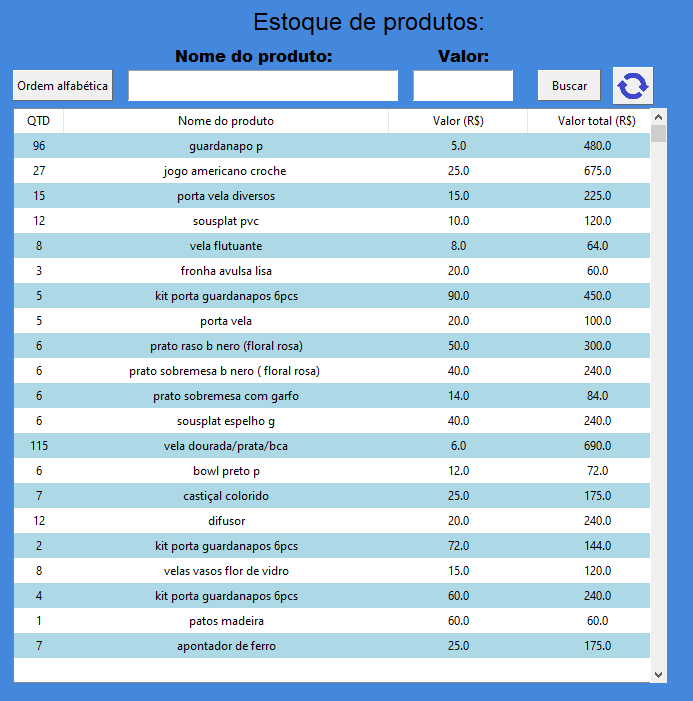 Estoque de produtos:
Nome do produto: Valor:
Ordem alfabética Buscar
QTD Nome do produto Valor (R$) Valor total (R$)
96 guardanapo p 5.0 480.0
27 jogo americano croche 25.0 675.0
15 porta vela diversos 15.0 225.0
12 sousplat pvc 10.0 120.0
8 vela flutuante 8.0 64.0
3 fronha avulsa lisa 20.0 60.0
5 kit porta guardanapos 6pcs 90.0 450.0
5 porta vela 20.0 100.0
6 prato raso b nero (floral rosa) 50.0 300.0
6 prato sobremesa b nero ( floral rosa) 40.0 240.0
6 prato sobremesa com garfo 14.0 84.0
6 sousplat espelho g 40.0 240.0
115 vela dourada/prata/bca 6.0 690.0
6 bowl preto p 12.0 72.0
7 castiçal colorido 25.0 175.0
12 difusor 20.0 240.0
2 kit porta guardanapos 6pcs 72.0 144.0
8 velas vasos flor de vidro 15.0 120.0
4 kit porta guardanapos 6pcs 60.0 240.0
1 patos madeira 60.0 60.0
7 apontador de ferro 25.0 175.0